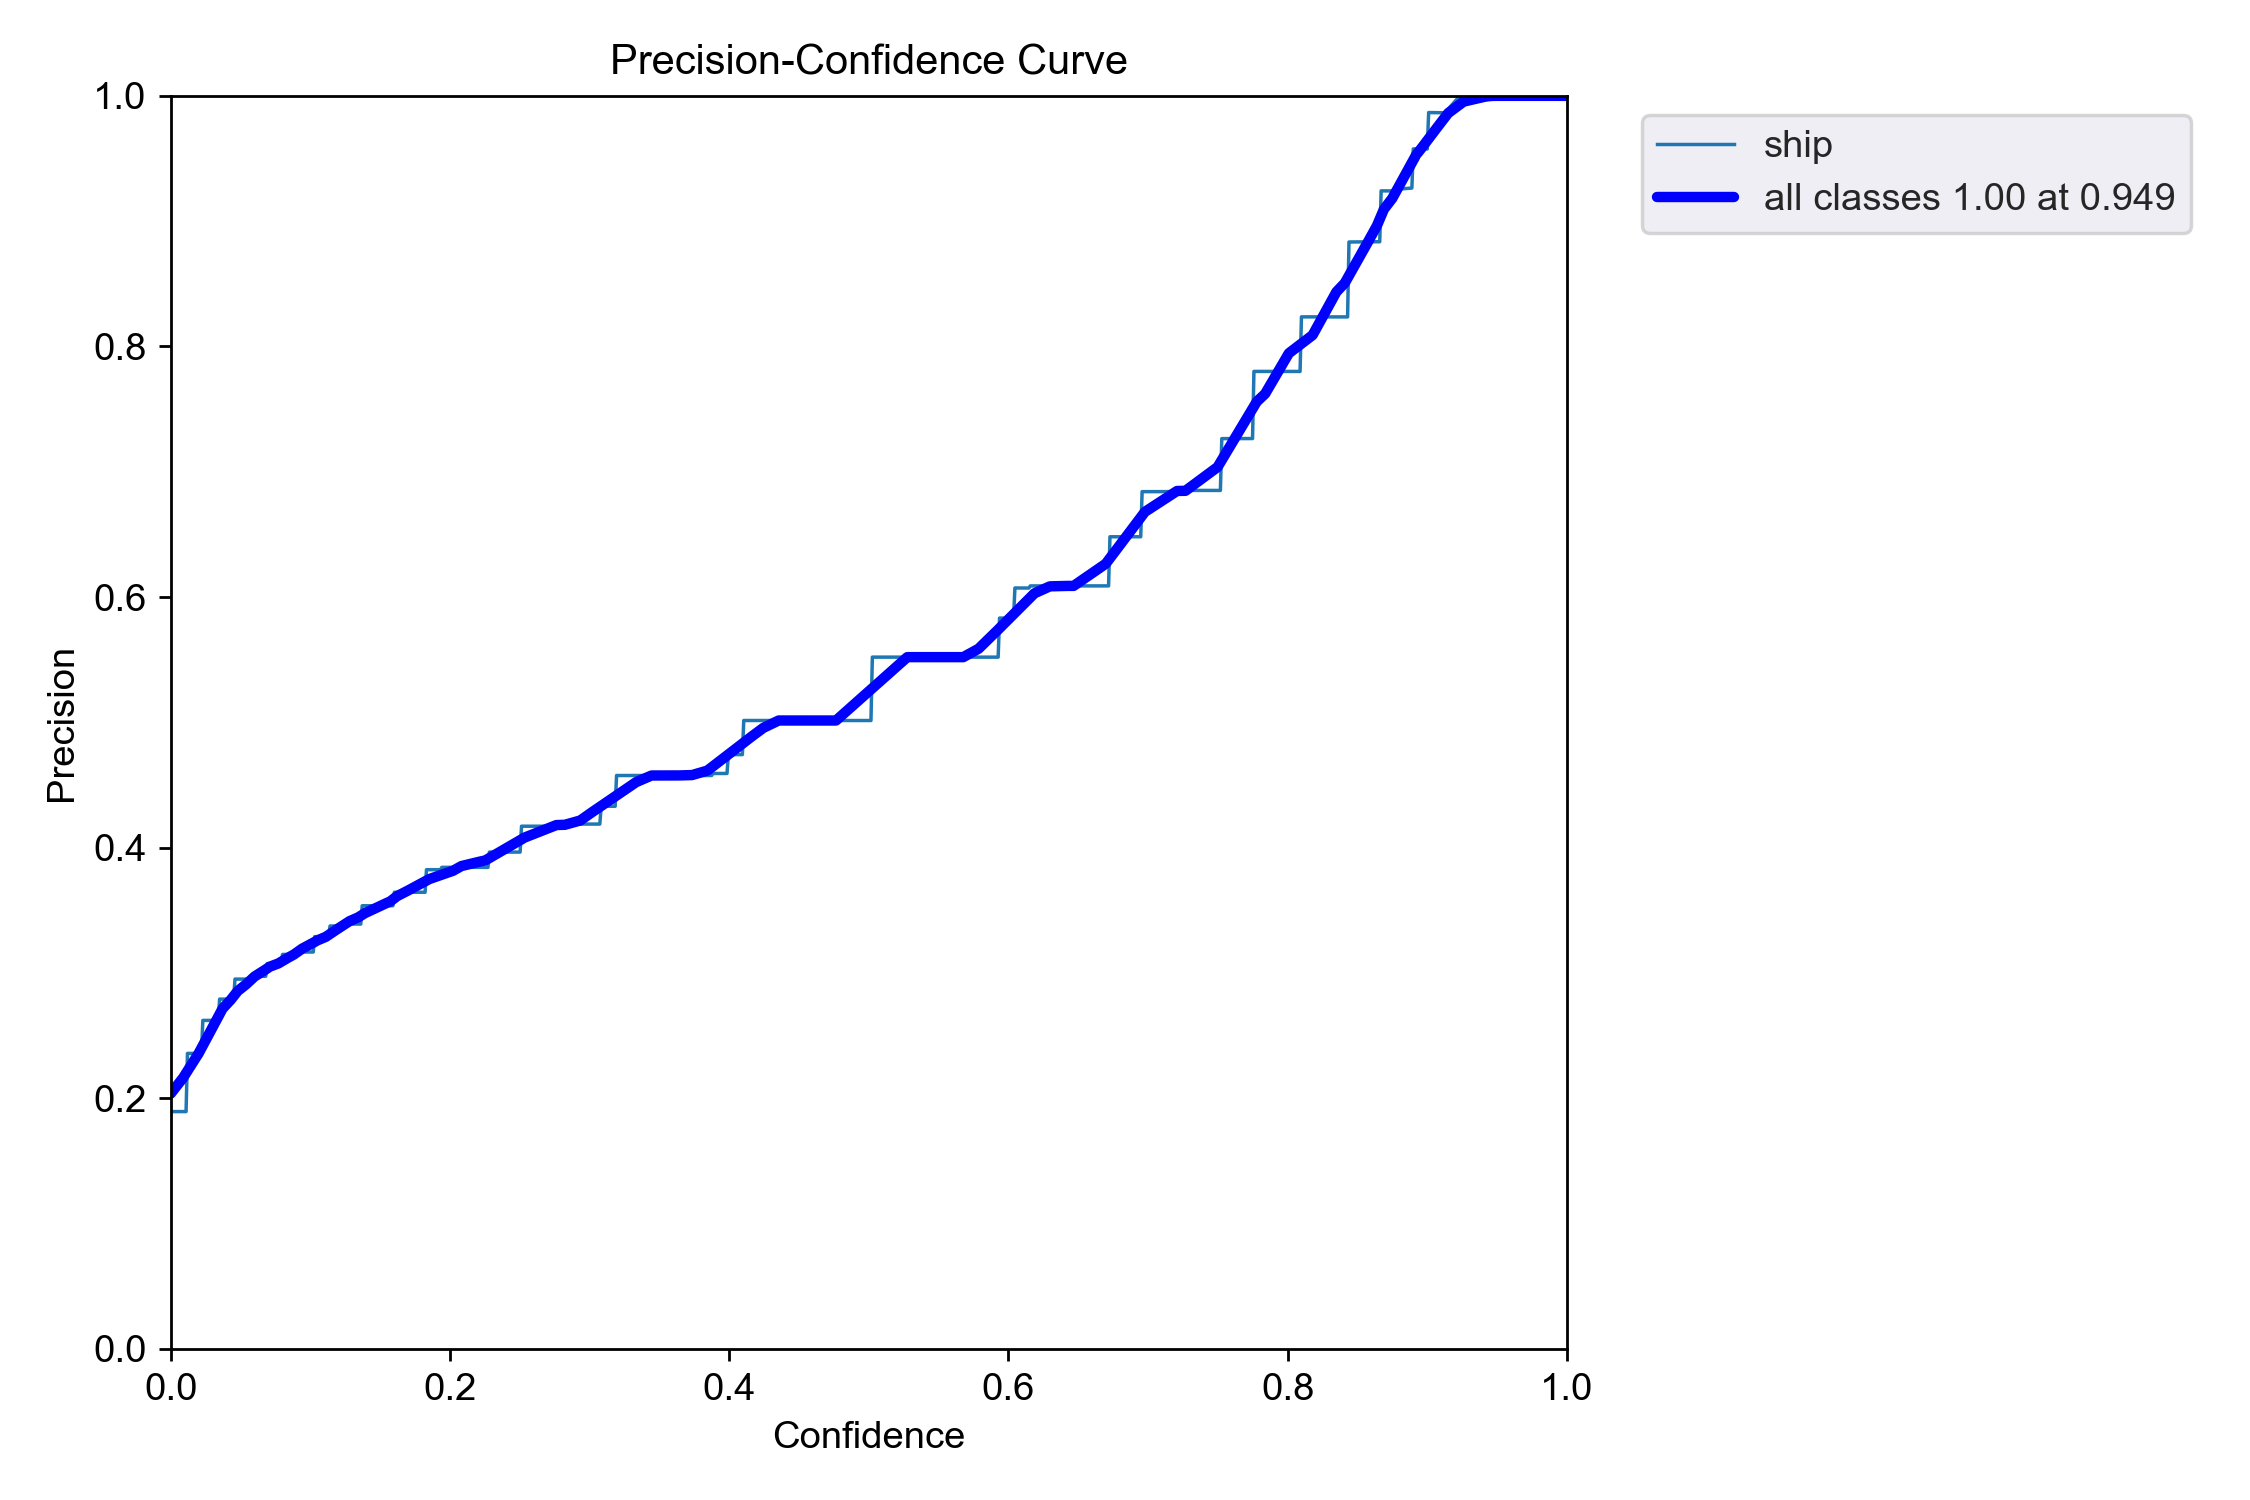 Precision-Confidence Curve
1.0
0.8
0.6
0.4
0.2
0.0
Precision
0.0 0.2 0.4 0.6 0.8 1.0
Confidence
ship
all classes 1.00 at 0.949